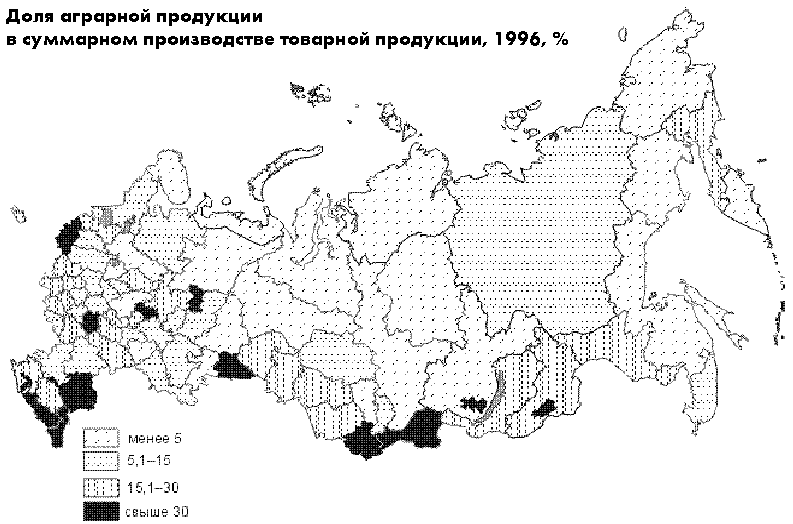 Доля аграрной продукции
в суммарном производстве товарной продукции, 1996, %
менее 5
5,1–15
15,1–30
свыше 30